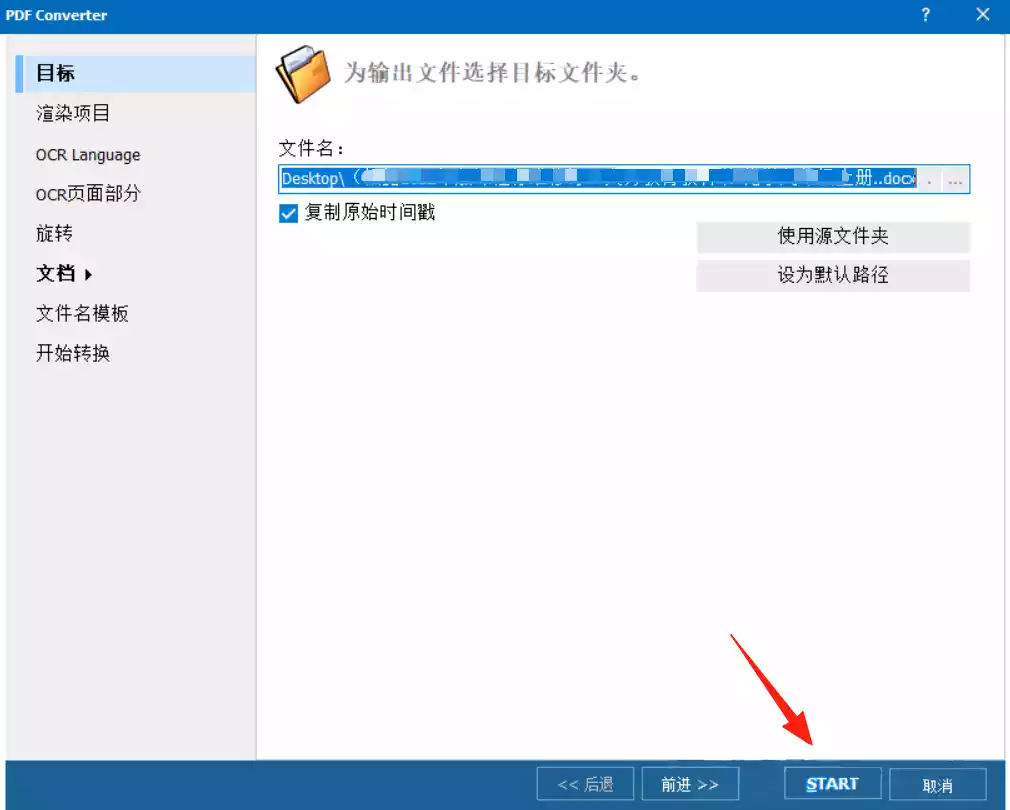 PDF Converter
?
目标
渲染项目
OCR Language
OCR页面部分
旋转
文档
文件名模板
开始转换
为输出文件选择目标文件夹。
文件名：
Desktop\（ 册..docx
...
复制原始时间戳
使用源文件夹
设为默认路径
<< 后退
前进 >>
START
取消